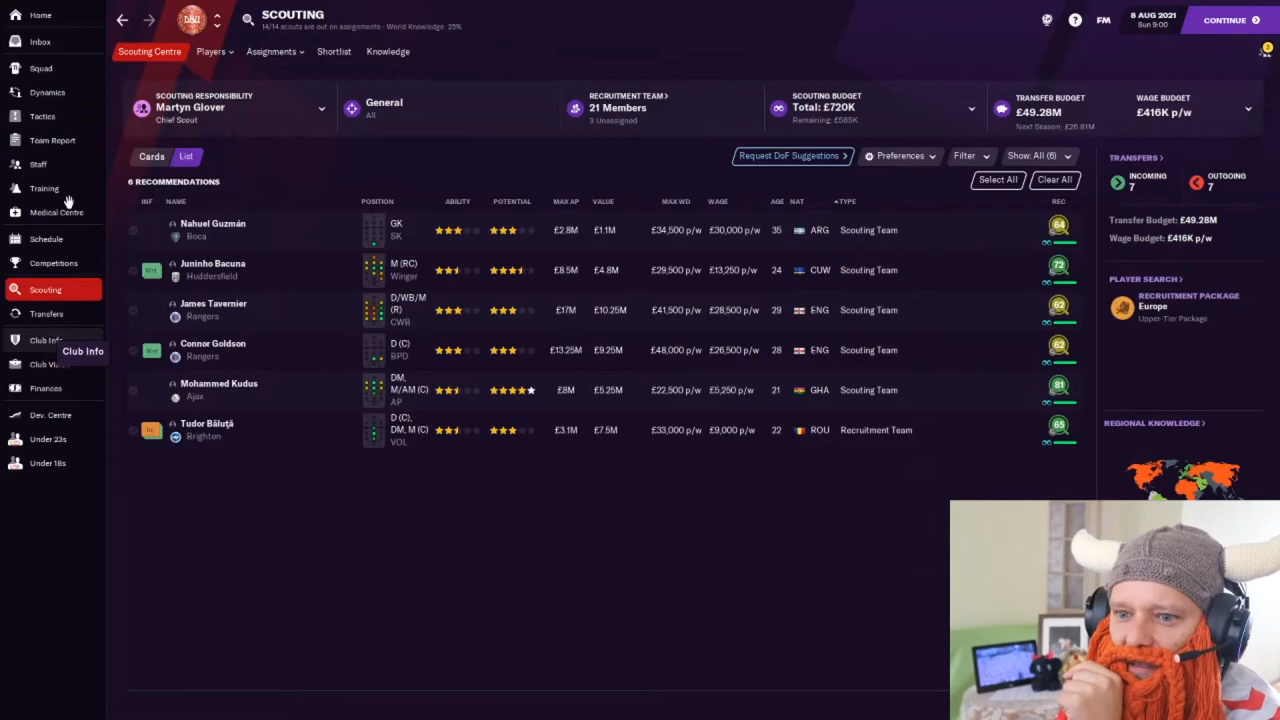 Home
Inbox
Squad
Dynamics
Tactics
Team Report
Staff
Training
Medical Centre
Schedule
Competitions
Scouting
Transfers
Club Info
Club Info
Finances
Dev. Centre
Under 23s
Under 18s
DBU
SCOUTING
14/14 scouts are out on assignments · World Knowledge: 25%
FM
8 AUG 2021
Sun 9:00
CONTINUE
2
Scouting Centre
Players
Assignments
Shortlist
Knowledge
SCOUTING RESPONSIBILITY
Martyn Glover
Chief Scout
General
All
RECRUITMENT TEAM >
21 Members
3 Unassigned
SCOUTING BUDGET
Total: £720K
Remaining: £585K
TRANSFER BUDGET
£49.28M
Next Season: £26.81M
WAGE BUDGET
£416K p/w
Cards
List
Request DoF Suggestions >
Preferences
Filter
Show: All (6)
6 RECOMMENDATIONS
Select All
Clear All
INF NAME POSITION ABILITY POTENTIAL MAX AP VALUE MAX WD WAGE AGE NAT TYPE REC
Nahuel Guzmán
Boca
GK
SK
£2.8M £1.1M £34,500 p/w £30,000 p/w 35 ARG Scouting Team 64
Wnt
Juninho Bacuna
Huddersfield
M (RC)
Winger
£8.5M £4.8M £29,500 p/w £13,250 p/w 24 CUW Scouting Team 72
James Tavernier
Rangers
D/WB/M
(R)
CWB
£17M £10.25M £41,500 p/w £28,500 p/w 29 ENG Scouting Team 62
Wnt
Connor Goldson
Rangers
D (C)
BPD
£13.25M £9.25M £48,000 p/w £26,500 p/w 28 ENG Scouting Team 62
Mohammed Kudus
Ajax
DM,
M/AM (C)
AP
£8M £5.25M £22,500 p/w £5,250 p/w 21 GHA Scouting Team 81
Tudor Băluță
Brighton
D (C),
DM, M (C)
VOL
£3.1M £7.5M £33,000 p/w £9,000 p/w 22 ROU Recruitment Team 65
TRANSFERS >
INCOMING
7
OUTGOING
7
Transfer Budget: £49.28M
Wage Budget: £416K p/w
PLAYER SEARCH >
RECRUITMENT PACKAGE
Europe
Upper-Tier Package
REGIONAL KNOWLEDGE >